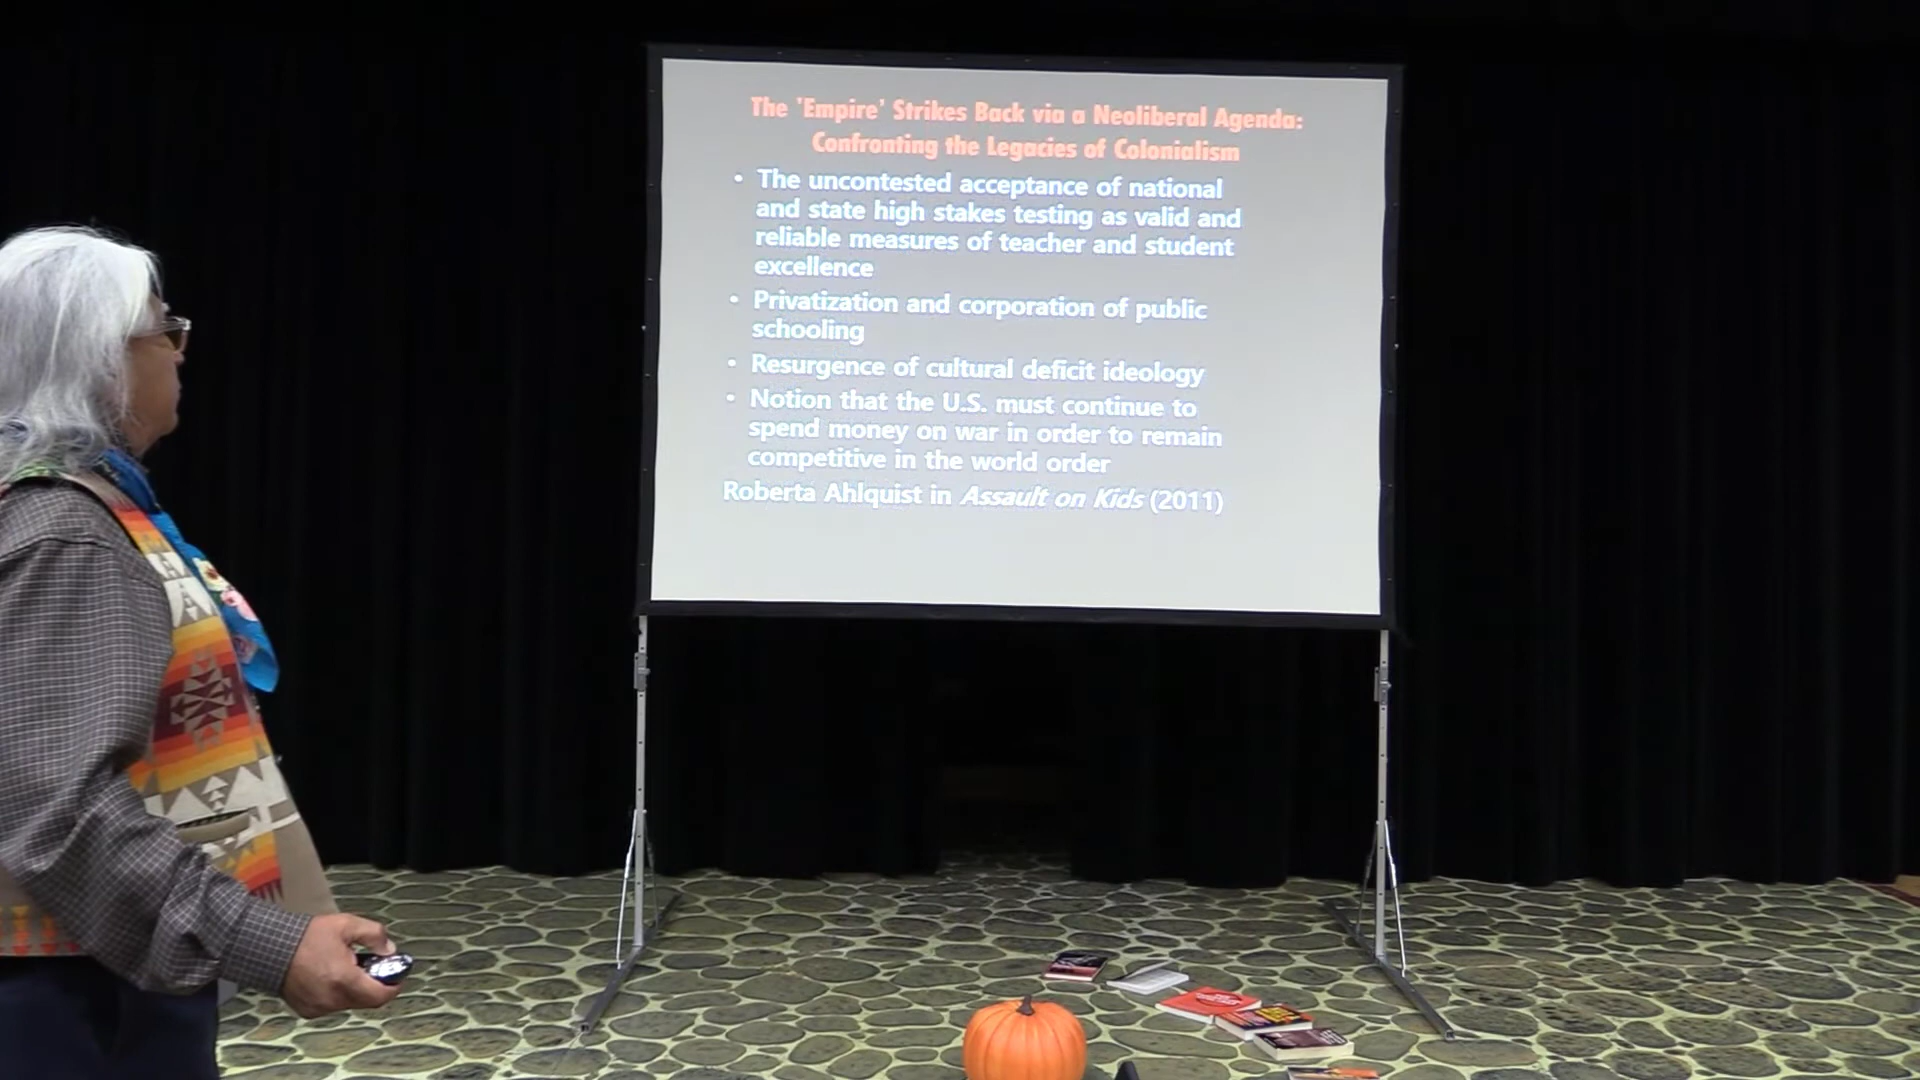 The 'Empire' Strikes Back via a Neoliberal Agenda:
Confronting the Legacies of Colonialism
• The uncontested acceptance of national
and state high stakes testing as valid and
reliable measures of teacher and student
excellence
• Privatization and corporation of public
schooling
• Resurgence of cultural deficit ideology
• Notion that the U.S. must continue to
spend money on war in order to remain
competitive in the world order
Roberta Ahlquist in Assault on Kids (2011)